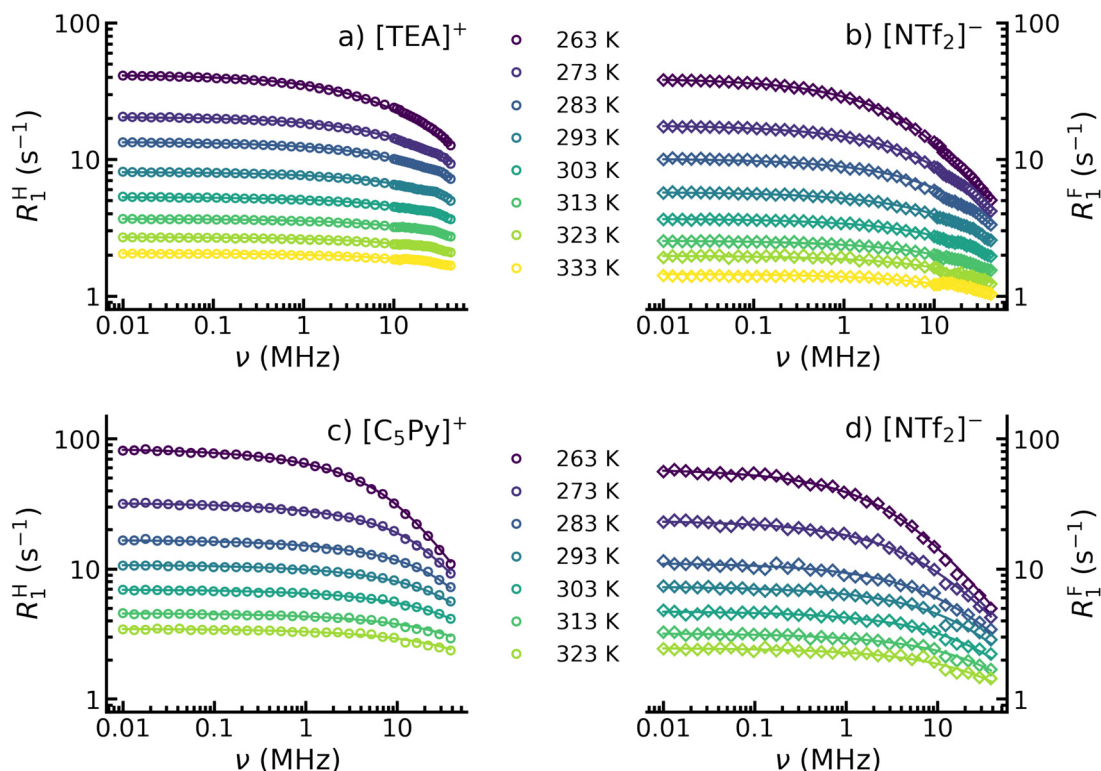 a) [TEA]⁺
b) [NTf₂]⁻
100
10
1
R₁ᴴ (s⁻¹)
0.01 0.1 1 10
ν (MHz)
263 K
273 K
283 K
293 K
303 K
313 K
323 K
333 K
100
10
1
R₁ꟳ (s⁻¹)
0.01 0.1 1 10
ν (MHz)
c) [C₅Py]⁺
d) [NTf₂]⁻
100
10
1
R₁ᴴ (s⁻¹)
0.01 0.1 1 10
ν (MHz)
263 K
273 K
283 K
293 K
303 K
313 K
323 K
100
10
1
R₁ꟳ (s⁻¹)
0.01 0.1 1 10
ν (MHz)